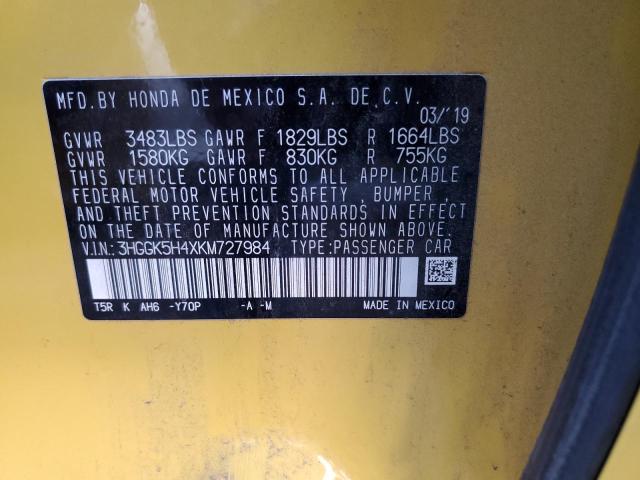 MFD.BY HONDA DE MEXICO S.A. DE C.V.
03/'19
GVWR 3483LBS GAWR F 1829LBS R 1664LBS
GVWR 1580KG GAWR F 830KG R 755KG
THIS VEHICLE CONFORMS TO ALL APPLICABLE
FEDERAL MOTOR VEHICLE SAFETY, BUMPER,
AND THEFT PREVENTION STANDARDS IN EFFECT
ON THE DATE OF MANUFACTURE SHOWN ABOVE.
V.I.N.: 3HGGK5H4XKM727984 TYPE:PASSENGER CAR
T5R K AH6 -Y70P -A -M MADE IN MEXICO